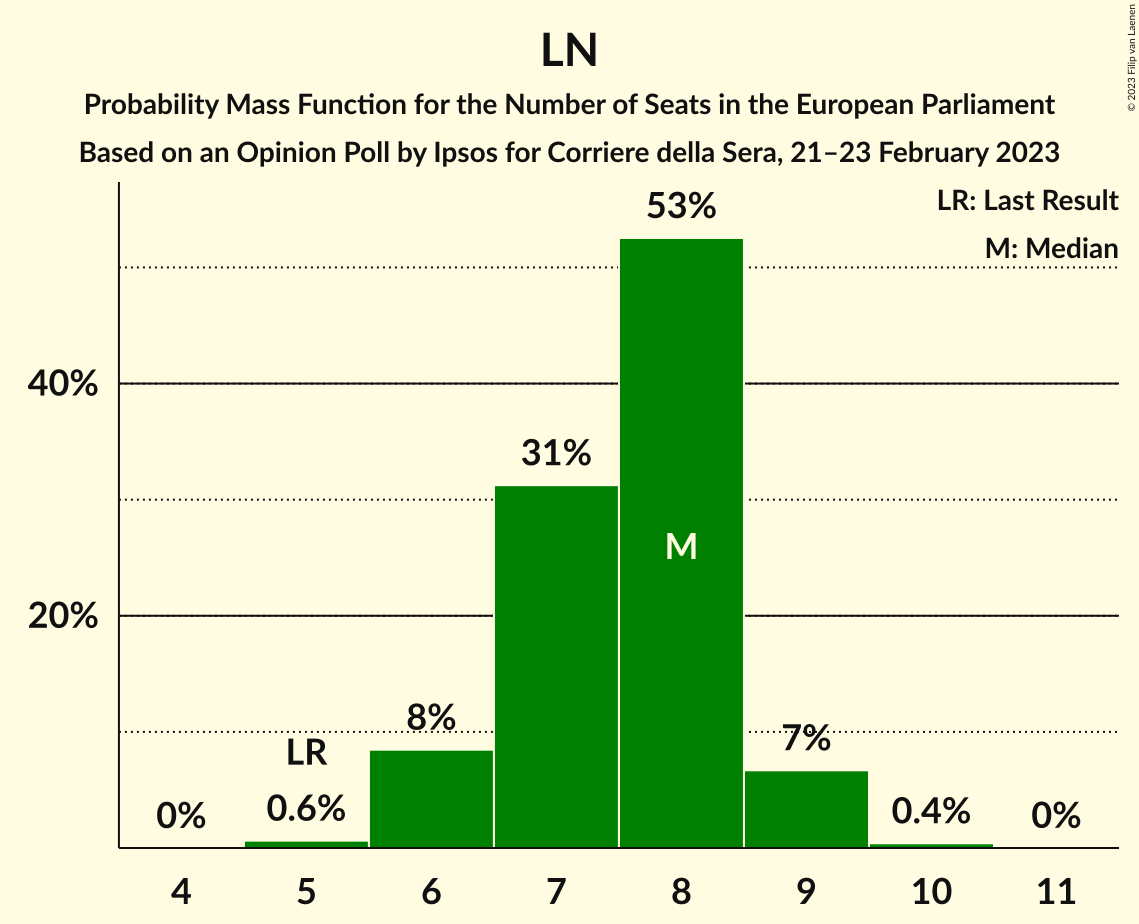 LN
Probability Mass Function for the Number of Seats in the European Parliament
Based on an Opinion Poll by Ipsos for Corriere della Sera, 21–23 February 2023
© 2023 Filip van Laenen
LR: Last Result
M: Median
53%
40%
31%
M
20%
8%
LR
7%
0%
0.6%
0.4%
0%
4 5 6 7 8 9 10 11